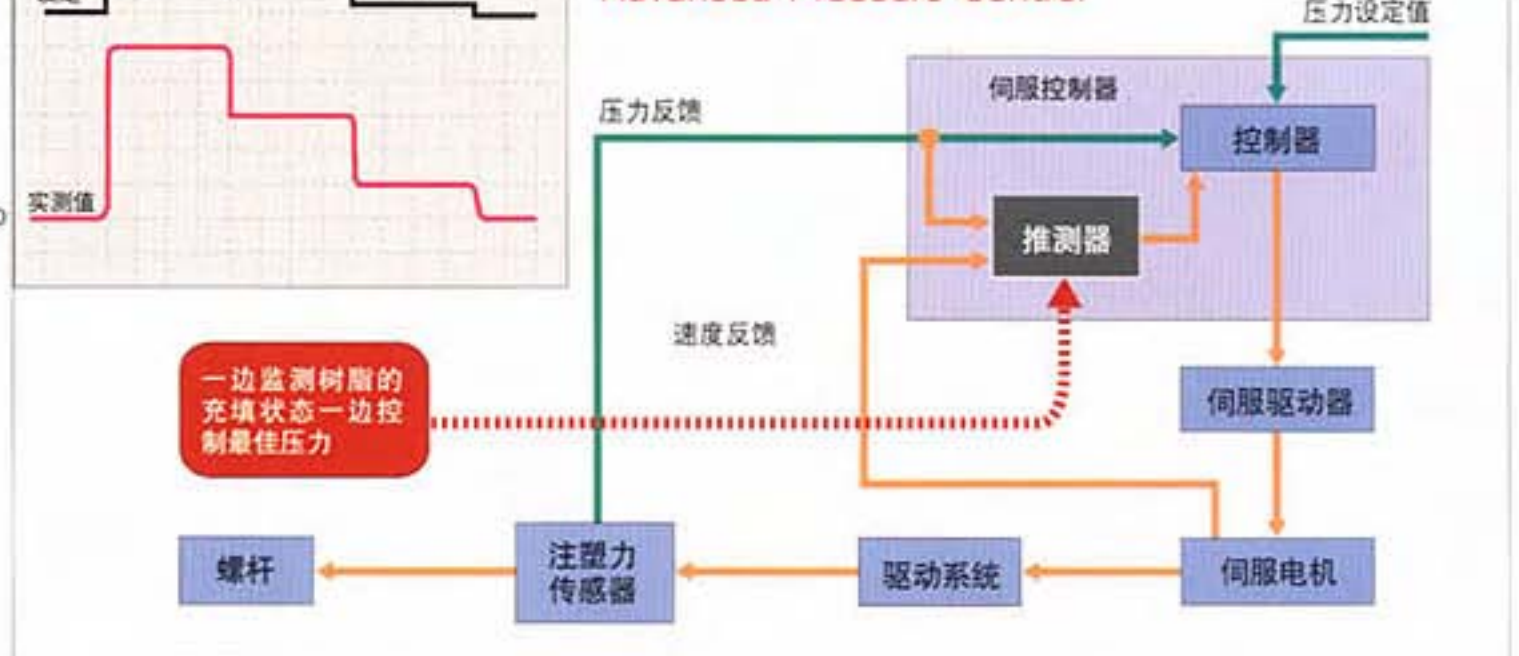 压力设定值
伺服控制器
压力反馈
控制器
实测值
推测器
速度反馈
一边监测树脂的
充填状态一边控
制最佳压力
伺服驱动器
螺杆
注塑力
传感器
驱动系统
伺服电机